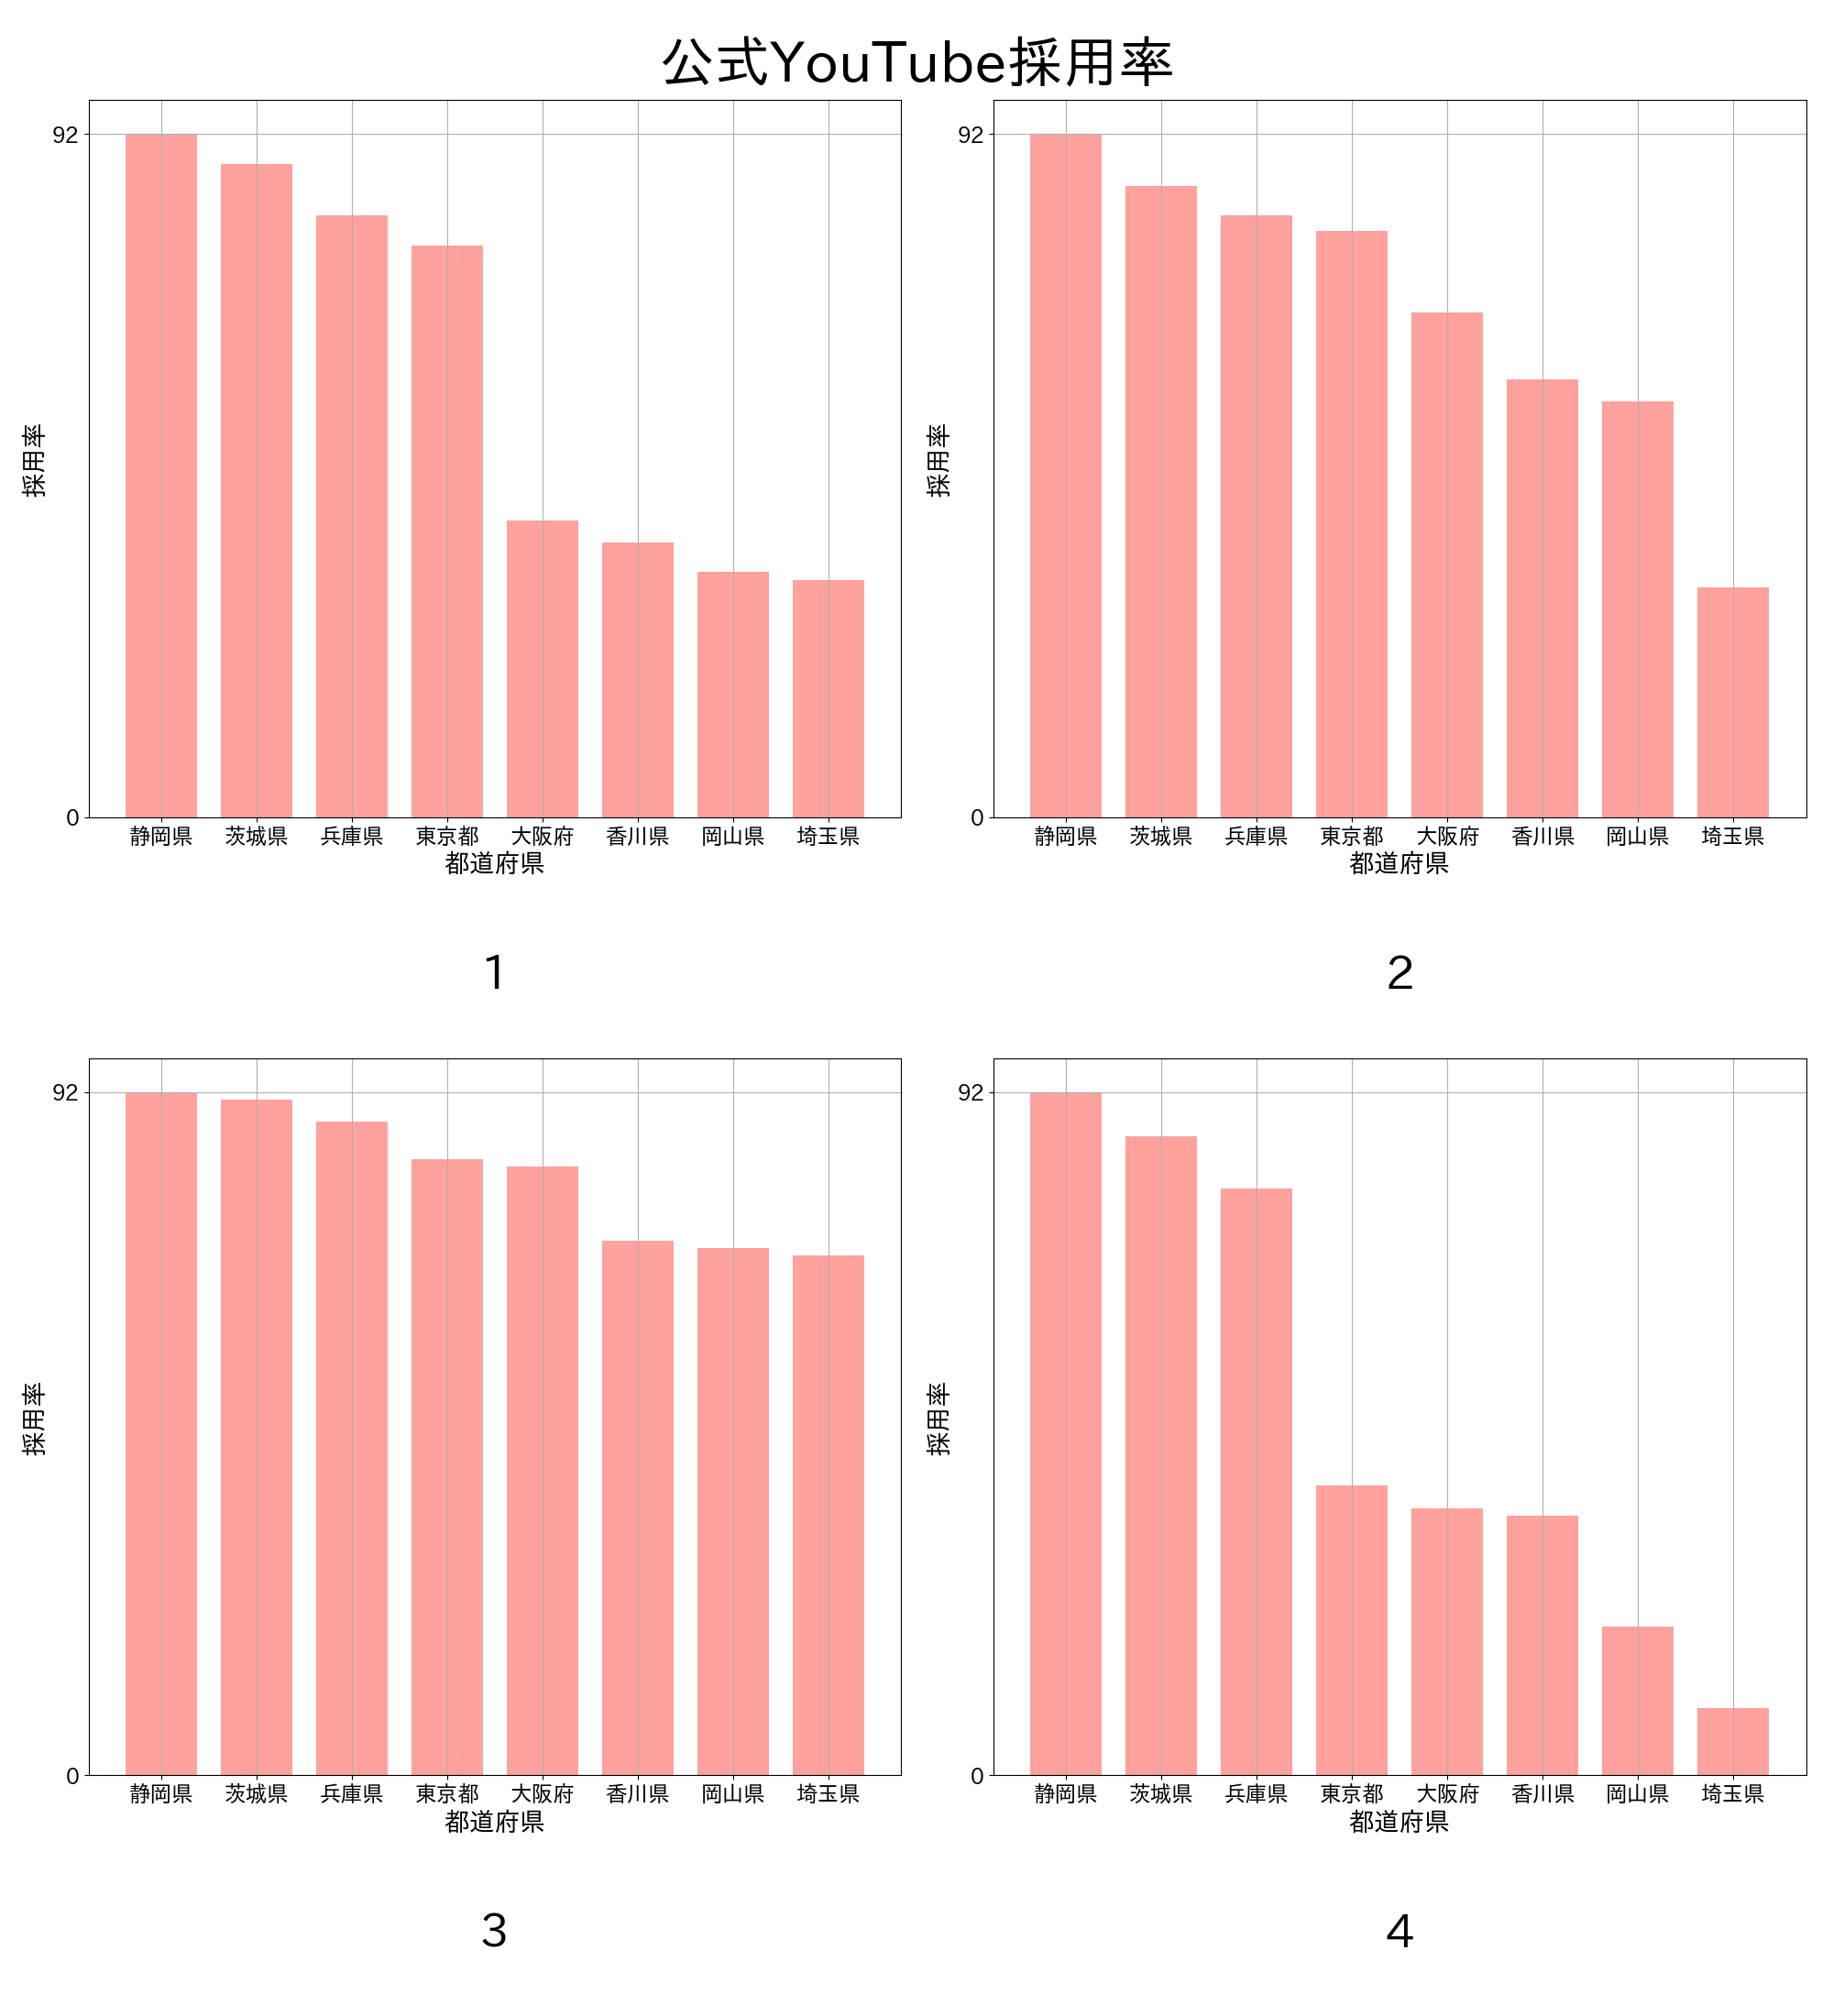 公式YouTube採用率
92
採用率
0
静岡県 茨城県 兵庫県 東京都 大阪府 香川県 岡山県 埼玉県
都道府県
1
92
採用率
0
静岡県 茨城県 兵庫県 東京都 大阪府 香川県 岡山県 埼玉県
都道府県
2
92
採用率
0
静岡県 茨城県 兵庫県 東京都 大阪府 香川県 岡山県 埼玉県
都道府県
3
92
採用率
0
静岡県 茨城県 兵庫県 東京都 大阪府 香川県 岡山県 埼玉県
都道府県
4